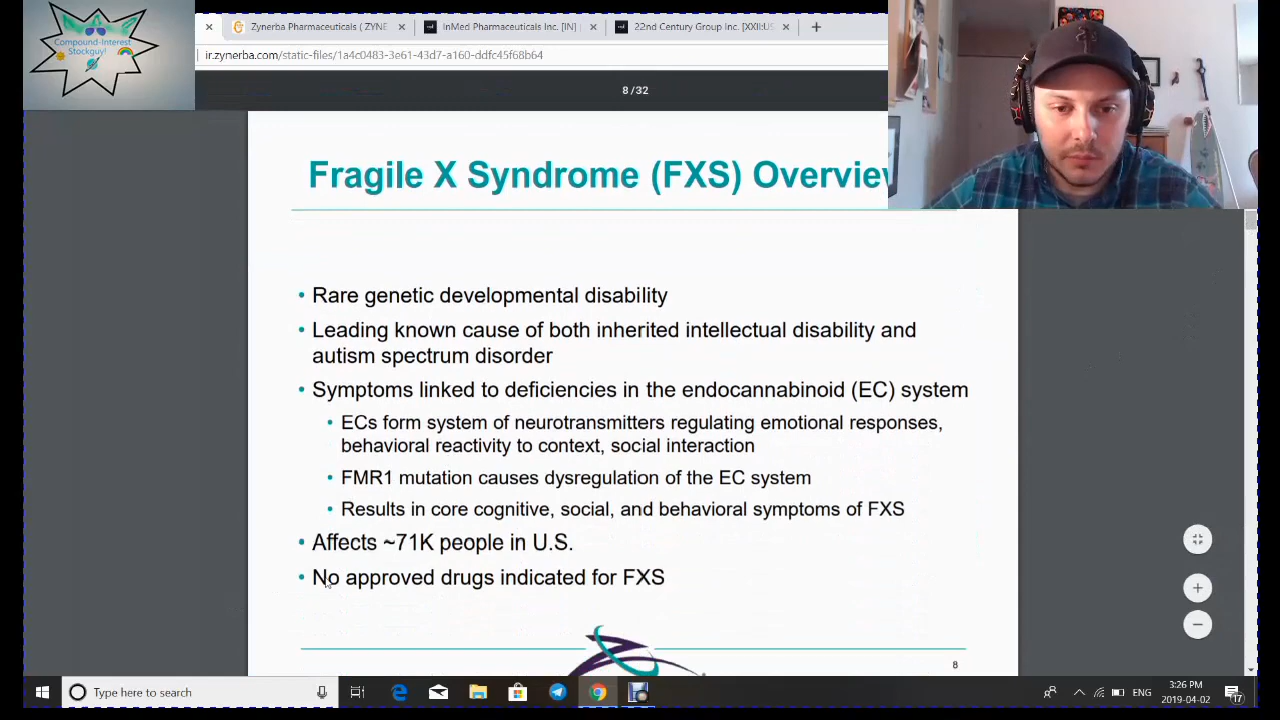 Compound-Interest
Stockguy!
Zynerba Pharmaceuticals ( ZYNE
InMed Pharmaceuticals Inc. [IN]
22nd Century Group Inc. [XXII:US
ir.zynerba.com/static-files/1a4c0483-3e61-43d7-a160-ddfc45f68b64
8 / 32
Fragile X Syndrome (FXS) Overview
• Rare genetic developmental disability
• Leading known cause of both inherited intellectual disability and
autism spectrum disorder
• Symptoms linked to deficiencies in the endocannabinoid (EC) system
• ECs form system of neurotransmitters regulating emotional responses,
behavioral reactivity to context, social interaction
• FMR1 mutation causes dysregulation of the EC system
• Results in core cognitive, social, and behavioral symptoms of FXS
• Affects ~71K people in U.S.
• No approved drugs indicated for FXS
8
Type here to search
ENG
3:26 PM
2019-04-02
17